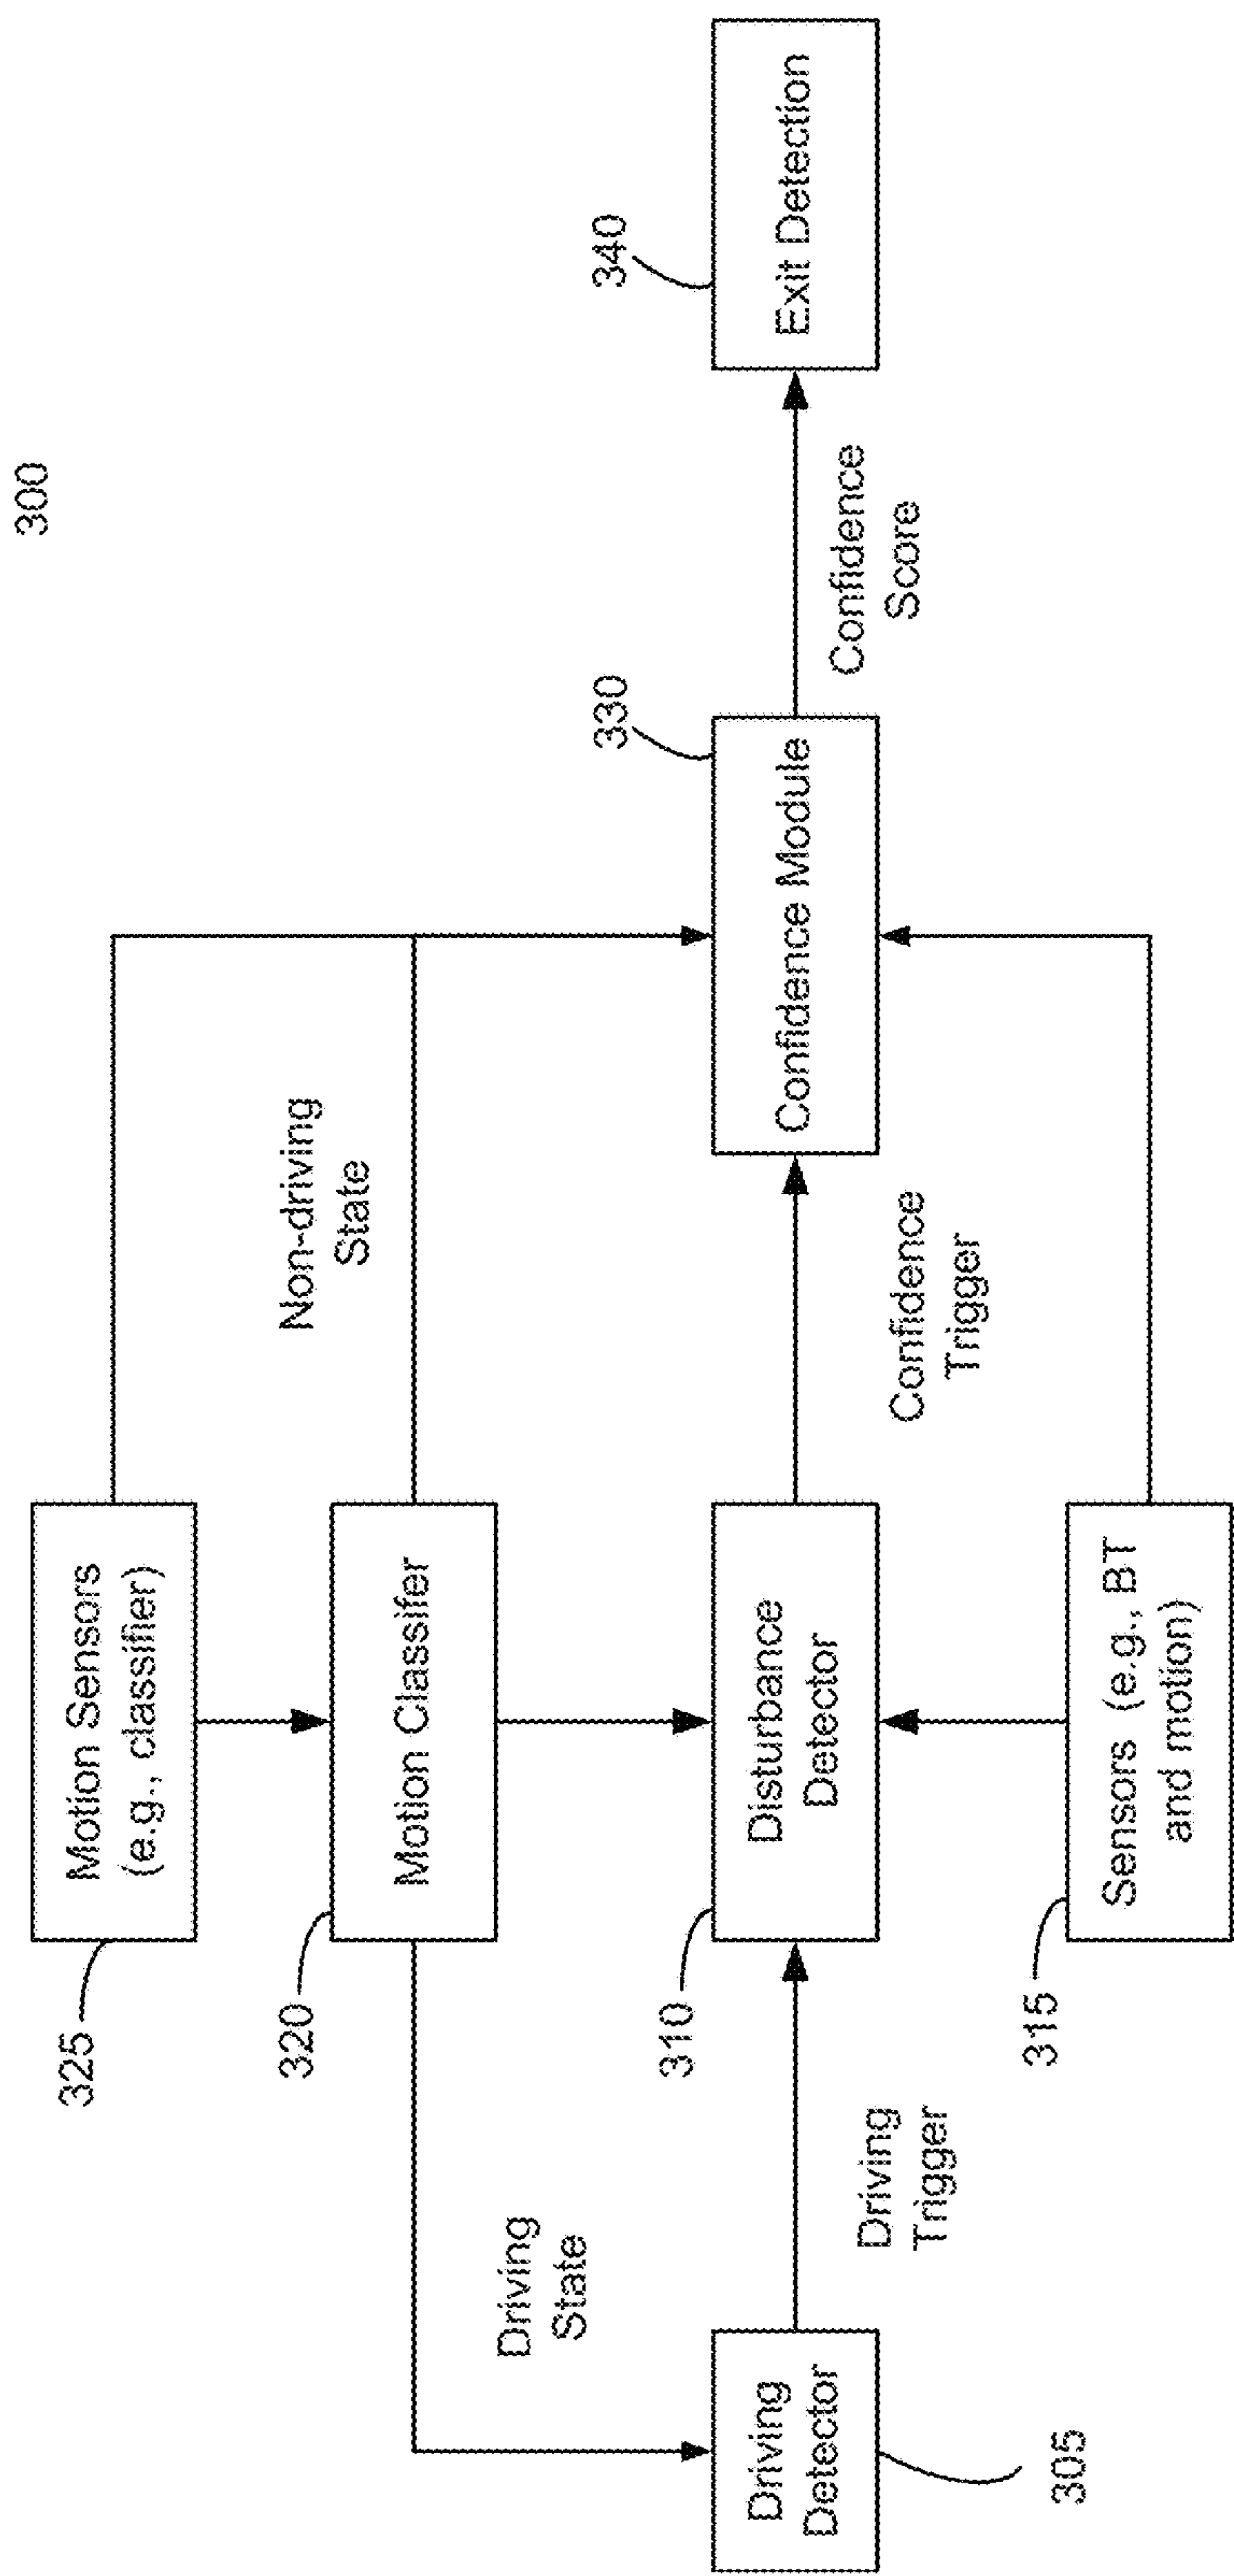 300
325
Motion Sensors
(e.g., classifier)
320
Motion Classifer
Non-driving
State
Driving
State
305
Driving
Detector
Driving
Trigger
310
Disturbance
Detector
Confidence
Trigger
330
Confidence Module
Confidence
Score
340
Exit Detection
315
Sensors (e.g., BT
and motion)